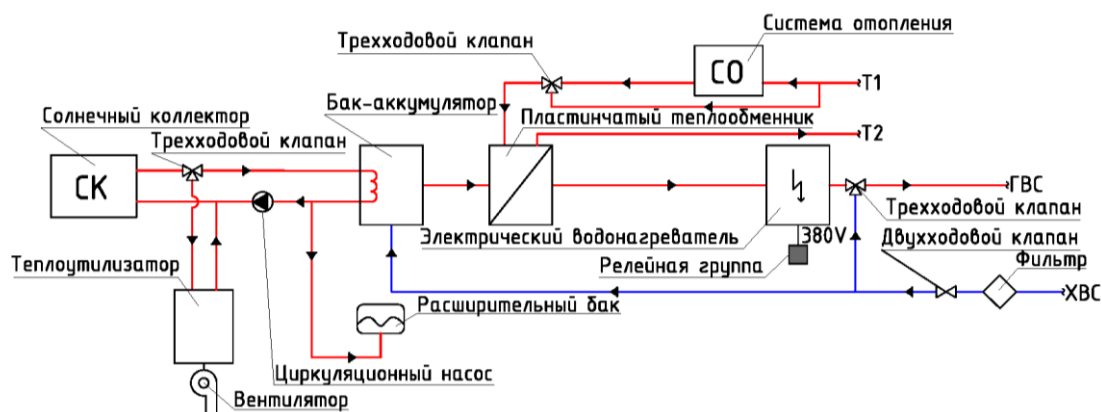 Система отопления
Трехходовой клапан
СО
Т1
Бак-аккумулятор
Солнечный коллектор
Пластинчатый теплообменник
Трехходовой клапан
Т2
СК
ГВС
Трехходовой клапан
Электрический водонагреватель
380V
Двухходовой клапан
Теплоутилизатор
Релейная группа
Фильтр
ХВС
Расширительный бак
Циркуляционный насос
Вентилятор